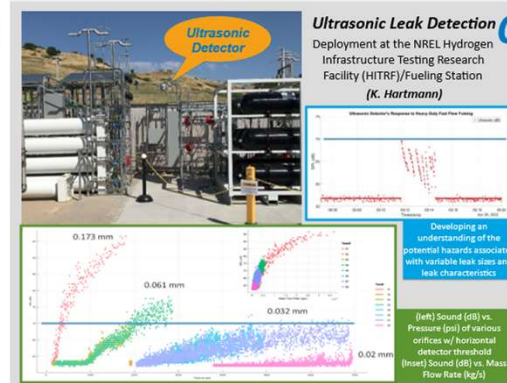 Ultrasonic Leak Detection
Deployment at the NREL Hydrogen
Infrastructure Testing Research
Facility (HITRF)/Fueling Station
(K. Hartmann)
Ultrasonic
Detector
Ultrasonic Detector's Response to Heavy Duty Fast Flow Fueling
Developing an
understanding of the
potential hazards associat
with variable leak sizes an
leak characteristics
0.173 mm
0.061 mm
0.032 mm
0.02 mm
(left) Sound (dB) vs.
Pressure (psi) of various
orifices w/ horizontal
detector threshold
(Inset) Sound (dB) vs. Mass
Flow Rate (kg/s)